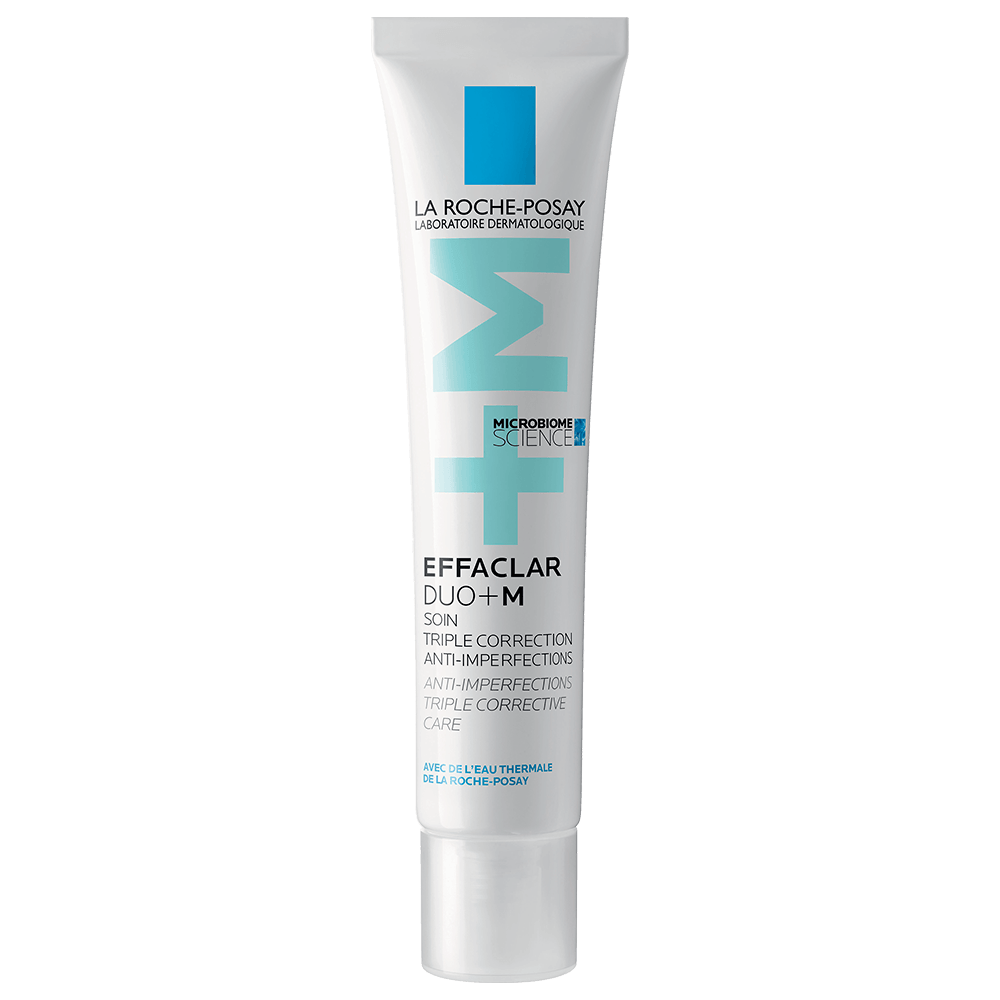 LA ROCHE-POSAY
LABORATOIRE DERMATOLOGIQUE
+M
MICROBIOME
SCIENCE
EFFACLAR
DUO+M
SOIN
TRIPLE CORRECTION
ANTI-IMPERFECTIONS
ANTI-IMPERFECTIONS
TRIPLE CORRECTIVE
CARE
AVEC DE L'EAU THERMALE
DE LA ROCHE-POSAY